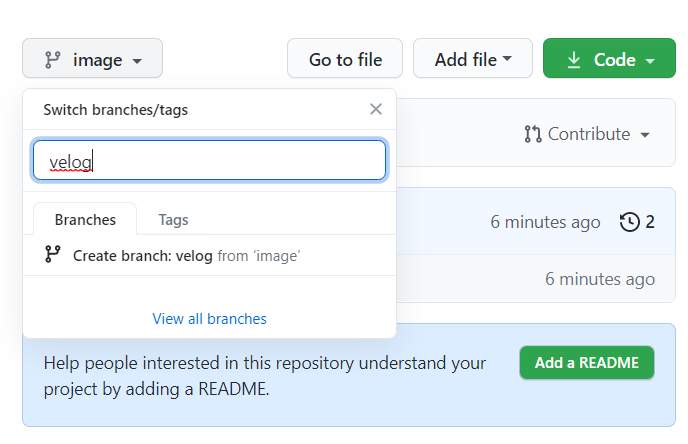 image
Go to file
Add file
Code
Switch branches/tags
velog
Contribute
Branches
Tags
6 minutes ago
2
Create branch: velog from ‘image’
6 minutes ago
View all branches
Help people interested in this repository understand your
project by adding a README.
Add a README